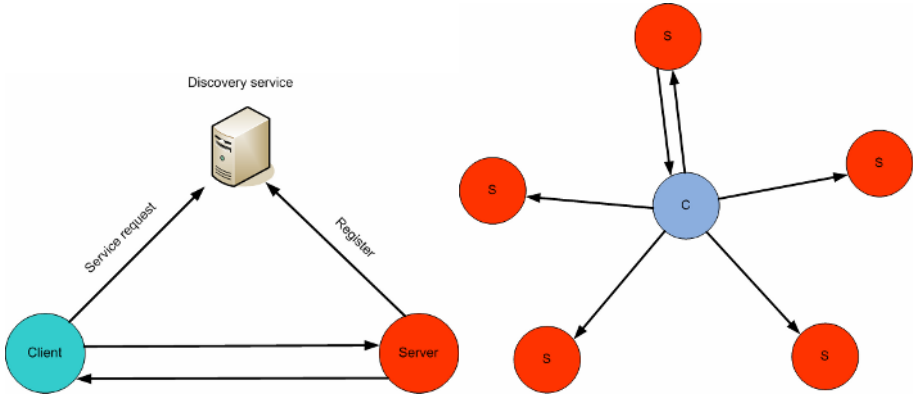 Discovery service
Service request
Register
Client
Server
S
S
S
C
S
S